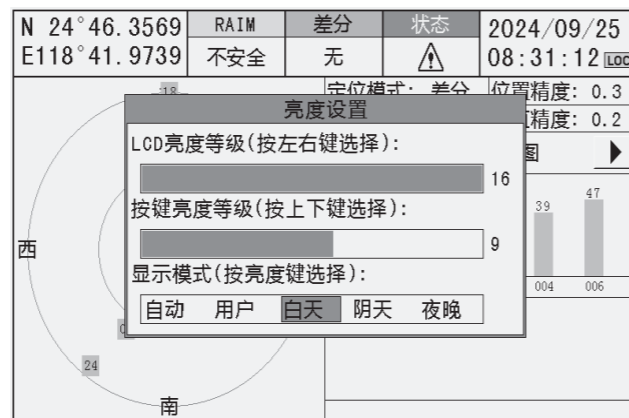 N 24°46.3569
E118°41.9739
RAIM
不安全
差分
无
状态
2024/09/25
08:31:12 LOC
定位模式: 差分
位置精度: 0.3
精度: 0.2
图
18
亮度设置
LCD亮度等级(按左右键选择):
16
按键亮度等级(按上下键选择):
9
显示模式(按亮度键选择):
自动 用户 白天 阴天 夜晚
西
南
24
39
47
004
006